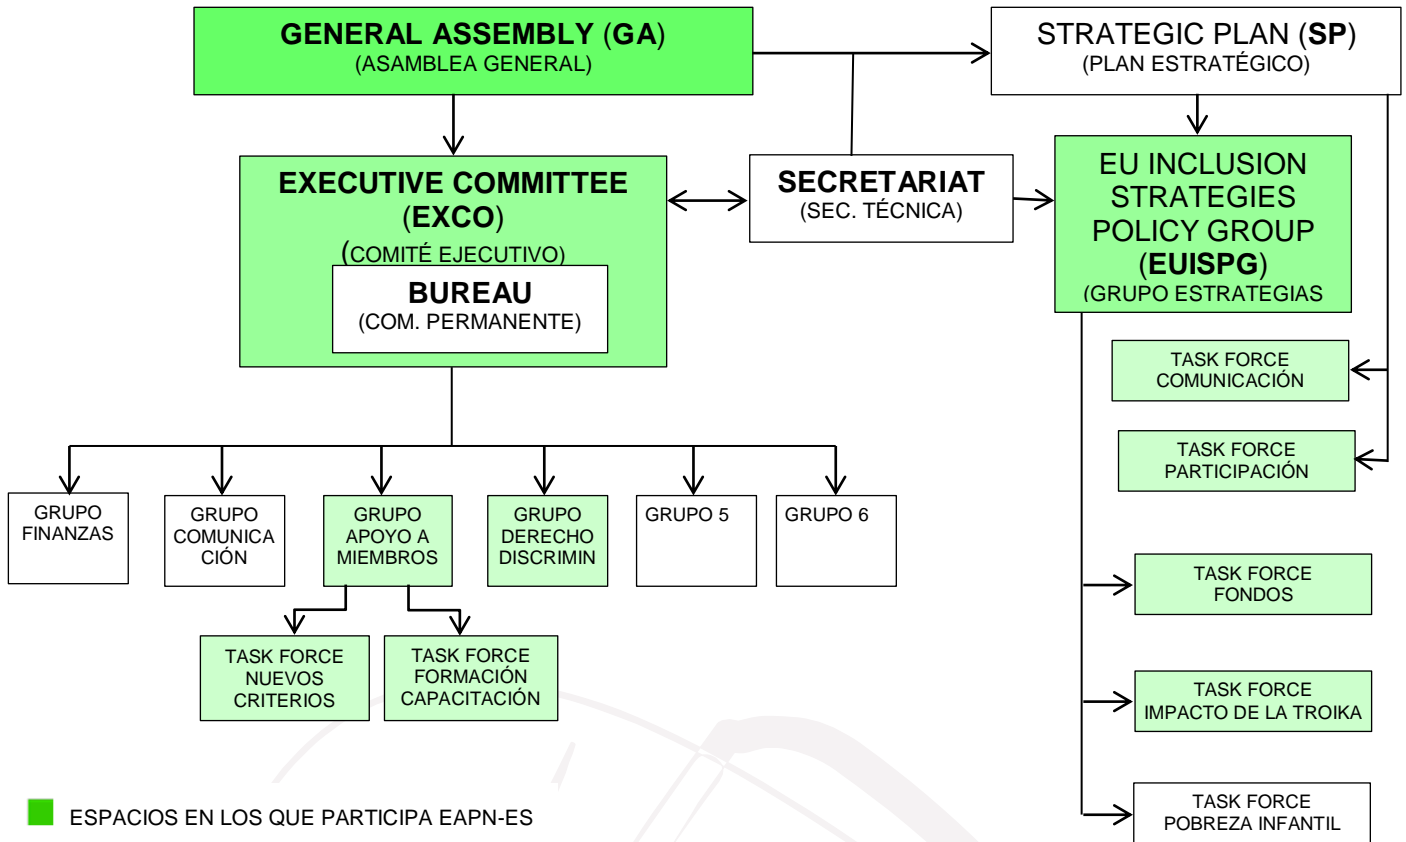 GENERAL ASSEMBLY (GA)
(ASAMBLEA GENERAL)
STRATEGIC PLAN (SP)
(PLAN ESTRATÉGICO)
EXECUTIVE COMMITTEE
(EXCO)
(COMITÉ EJECUTIVO)
BUREAU
(COM. PERMANENTE)
SECRETARIAT
(SEC. TÉCNICA)
EU INCLUSION
STRATEGIES
POLICY GROUP
(EUISPG)
(GRUPO ESTRATEGIAS
TASK FORCE
COMUNICACIÓN
TASK FORCE
PARTICIPACIÓN
GRUPO
FINANZAS
GRUPO
COMUNICA
CIÓN
GRUPO
APOYO A
MIEMBROS
GRUPO
DERECHO
DISCRIMIN
GRUPO 5
GRUPO 6
TASK FORCE
FONDOS
TASK FORCE
NUEVOS
CRITERIOS
TASK FORCE
FORMACIÓN
CAPACITACIÓN
TASK FORCE
IMPACTO DE LA TROIKA
TASK FORCE
POBREZA INFANTIL
ESPACIOS EN LOS QUE PARTICIPA EAPN-ES